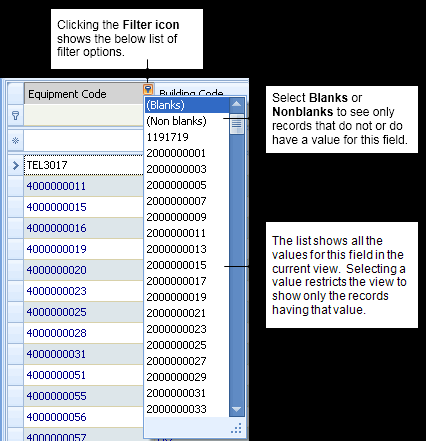 Clicking the Filter icon
shows the below list of
filter options.
Equipment Code
Building Code
(Blanks)
(Non blanks)
1191719
2000000001
2000000003
2000000005
2000000007
2000000009
2000000011
2000000013
2000000015
2000000017
2000000019
2000000021
2000000023
2000000025
2000000027
2000000029
2000000031
2000000033
TEL3017
4000000011
4000000015
4000000016
4000000019
4000000020
4000000023
4000000025
4000000028
4000000031
4000000051
4000000055
4000000056
4000000057
Select Blanks or
Nonblanks to see only
records that do not or do
have a value for this field.
The list shows all the
values for this field in the
current view. Selecting a
value restricts the view to
show only the records
having that value.